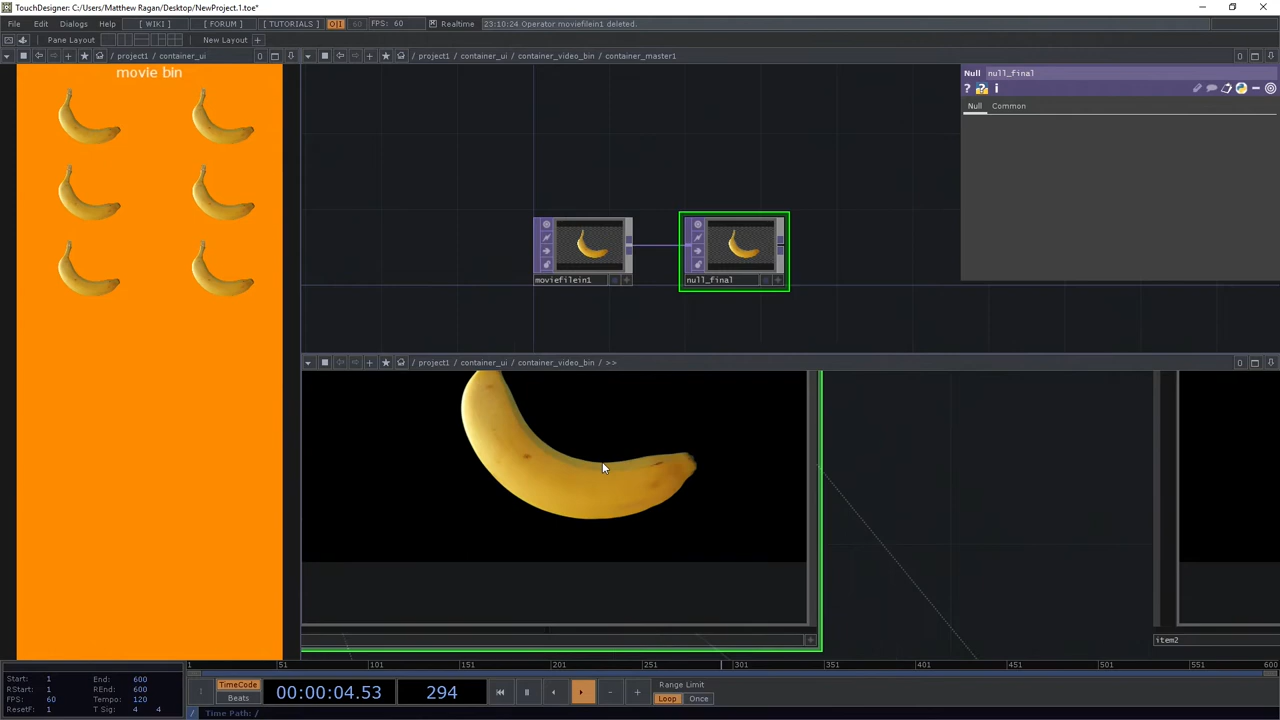 TouchDesigner: C:/Users/Matthew Ragan/Desktop/NewProject.1.toe*
File Edit Dialogs Help [ WIKI ] [ FORUM ] [ TUTORIALS ] O|I 60 FPS: 60 Realtime 23:10:24 Operator moviefilein1 deleted.
Pane Layout New Layout +
/ project1 / container_ui 0
/ project1 / container_ui / container_video_bin / container_master1 0
movie bin
Null null_final
? ? i
Null Common
moviefilein1
null_final
/ project1 / container_ui / container_video_bin / >> 0
item2
1 51 101 151 201 251 301 351 401 451 501 551 600
Start: 1 End: 600
RStart: 1 REnd: 600
FPS: 60 Tempo: 120
ResetF: 1 T Sig: 4 4
TimeCode
Beats
00:00:04.53
294
Range Limit
Loop Once
/ Time Path: /